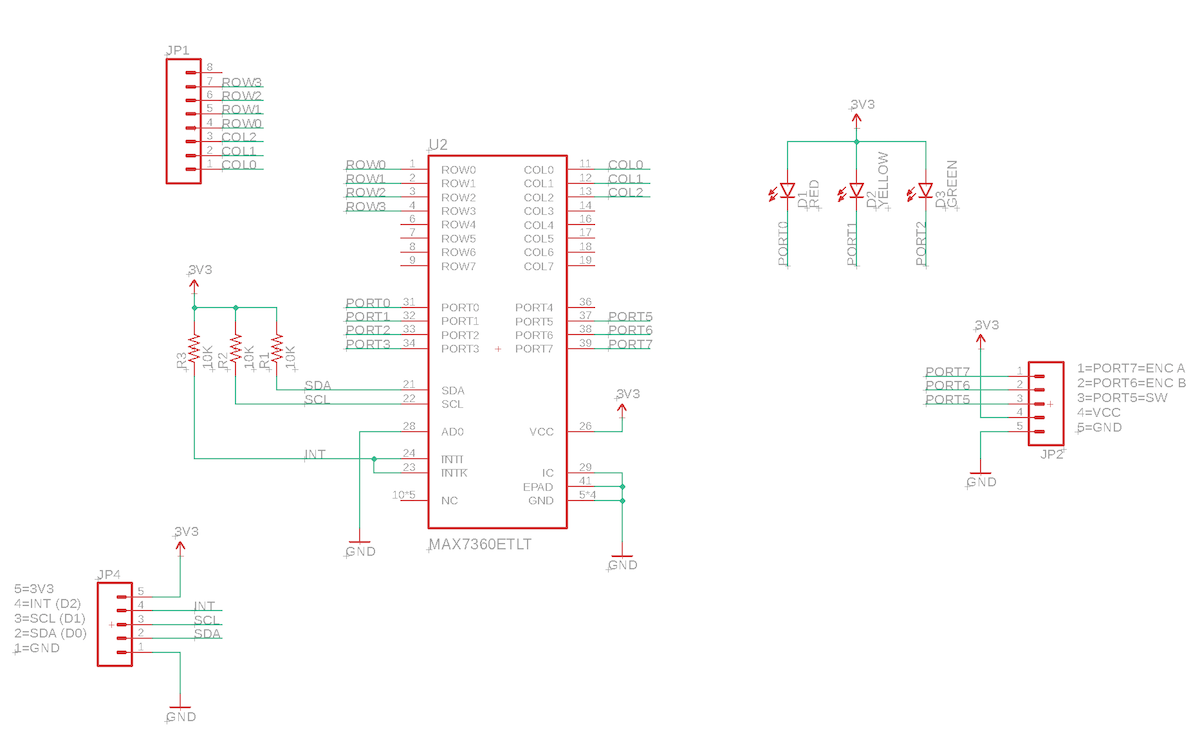 JP1
8
7 ROW3
6 ROW2
5 ROW1
4 ROW0
3 COL2
2 COL1
1 COL0
U2
ROW0 1 ROW0 COL0 11 COL0
ROW1 2 ROW1 COL1 12 COL1
ROW2 3 ROW2 COL2 13 COL2
ROW3 4 ROW3 COL3 14
6 ROW4 COL4 16
7 ROW5 COL5 17
8 ROW6 COL6 18
9 ROW7 COL7 19
PORT0 31 PORT0 PORT4 36
PORT1 32 PORT1 PORT5 37 PORT5
PORT2 33 PORT2 PORT6 38 PORT6
PORT3 34 PORT3 PORT7 39 PORT7
SDA 21 SDA
SCL 22 SCL
28 AD0 VCC 26
INT 24 INTI
23 INTK
IC 29
EPAD 41
10*5 NC GND 5*4
MAX7360ETLT
3V3
GND
GND
3V3
R3 10K
R2 10K
R1 10K
3V3
D1 RED
D2 YELLOW
D3 GREEN
PORT0
PORT1
PORT2
3V3
PORT7 1
PORT6 2
PORT5 3
4
5
1=PORT7=ENC A
2=PORT6=ENC B
3=PORT5=SW
4=VCC
5=GND
JP2
GND
3V3
JP4
5=3V3
4=INT (D2)
3=SCL (D1)
2=SDA (D0)
1=GND
5
4 INT
3 SCL
2 SDA
1
GND